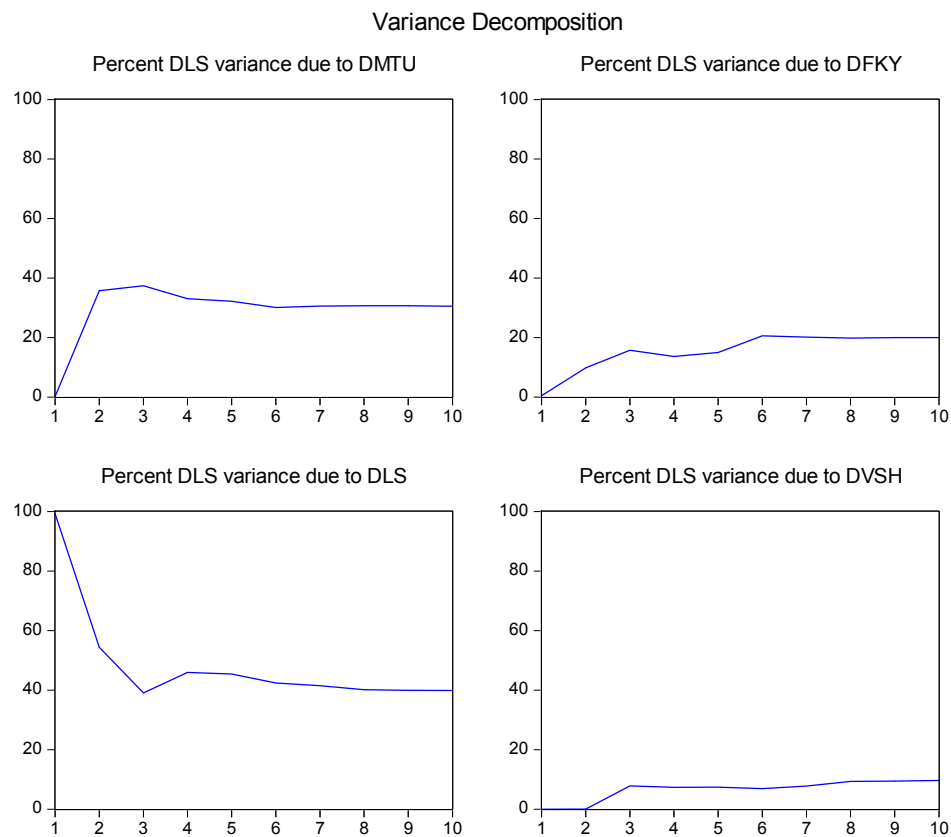 Variance Decomposition
Percent DLS variance due to DMTU
Percent DLS variance due to DFKY
100
80
60
40
20
0
1 2 3 4 5 6 7 8 9 10
100
80
60
40
20
0
1 2 3 4 5 6 7 8 9 10
Percent DLS variance due to DLS
Percent DLS variance due to DVSH
100
80
60
40
20
0
1 2 3 4 5 6 7 8 9 10
100
80
60
40
20
0
1 2 3 4 5 6 7 8 9 10